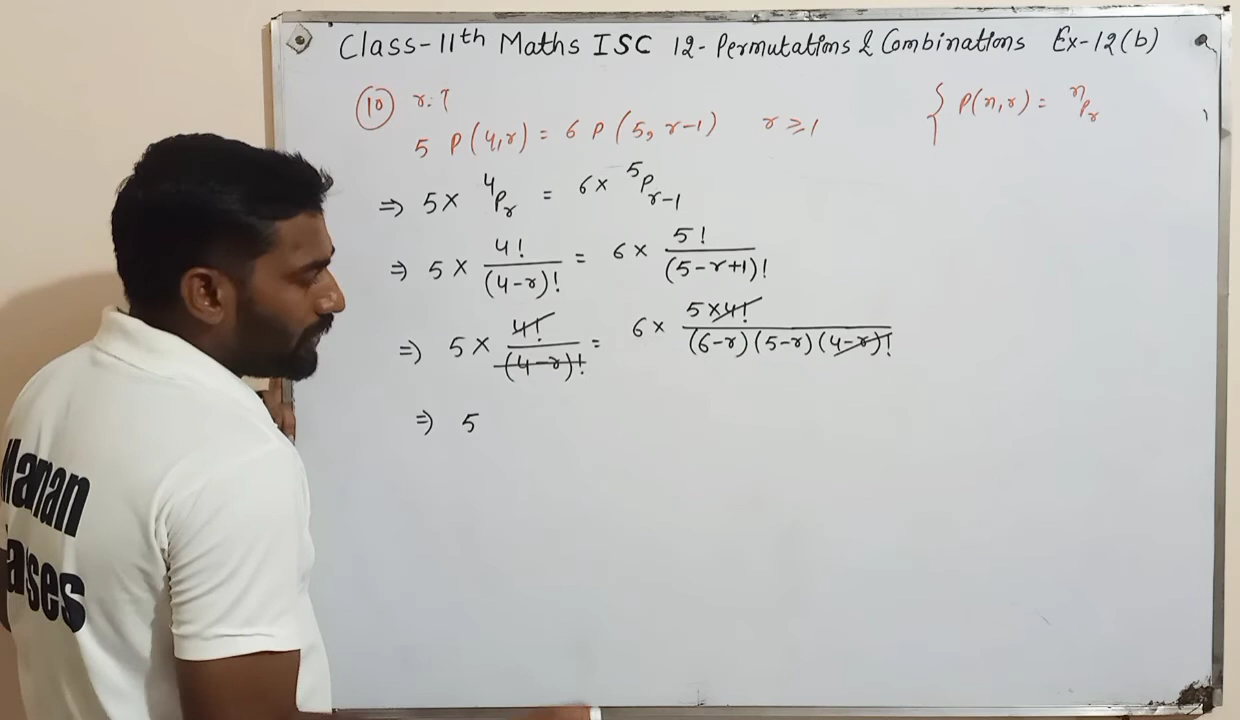 Class-11th Maths ISC 12-Permutations & Combinations Ex-12(b)
10 r:?
{ P(n,r) = ⁿPᵣ
5 P(4,r) = 6 P(5, r-1) r ≥ 1
⇒ 5 × ⁴Pᵣ = 6 × ⁵Pᵣ₋₁
⇒ 5 × 4!/(4-r)! = 6 × 5!/(5-r+1)!
⇒ 5 × 4!/(4-r)! = 6 × 5×4!/(6-r)(5-r)(4-r)!
⇒ 5
Manan